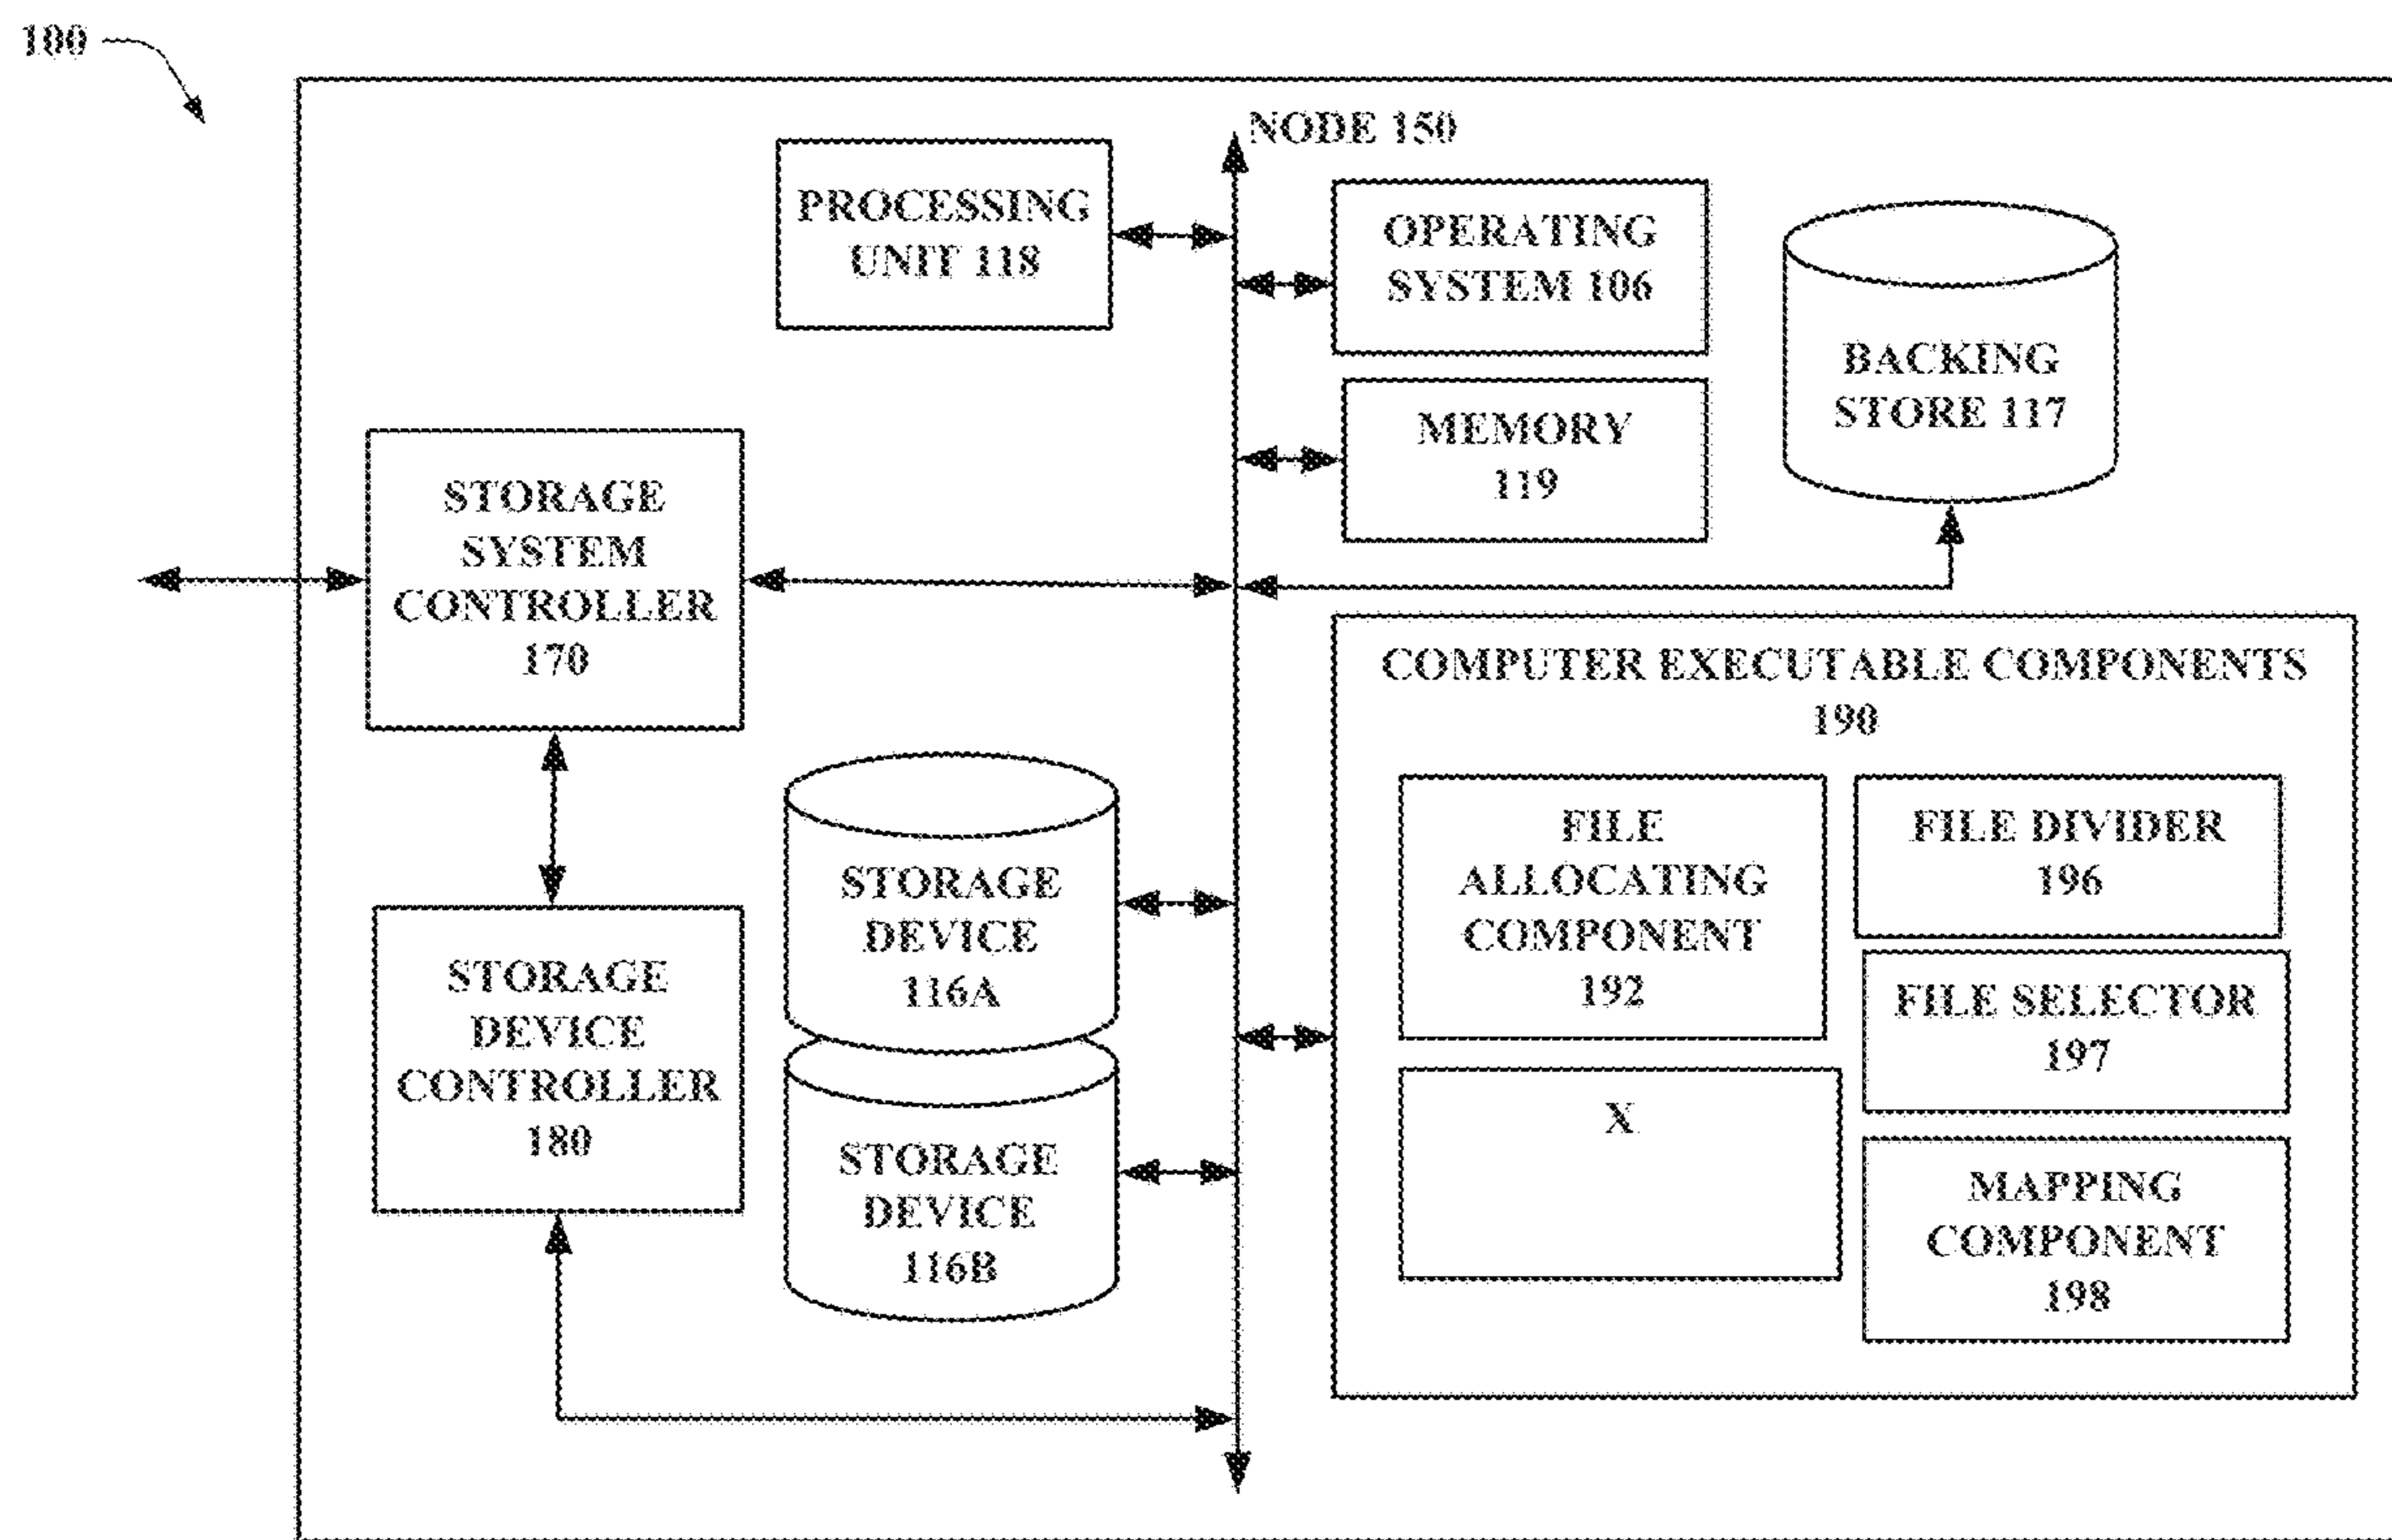 100
NODE 150
PROCESSING
UNIT 118
OPERATING
SYSTEM 106
BACKING
STORE 117
MEMORY
119
STORAGE
SYSTEM
CONTROLLER
170
COMPUTER EXECUTABLE COMPONENTS
190
FILE
ALLOCATING
COMPONENT
192
FILE DIVIDER
196
STORAGE
DEVICE
116A
STORAGE
DEVICE
CONTROLLER
180
FILE SELECTOR
197
X
STORAGE
DEVICE
116B
MAPPING
COMPONENT
198